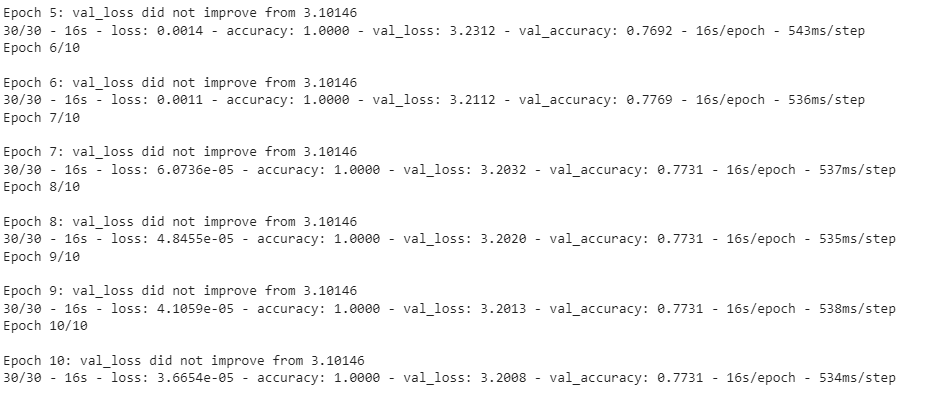 Epoch 5: val_loss did not improve from 3.10146
30/30 - 16s - loss: 0.0014 - accuracy: 1.0000 - val_loss: 3.2312 - val_accuracy: 0.7692 - 16s/epoch - 543ms/step
Epoch 6/10
Epoch 6: val_loss did not improve from 3.10146
30/30 - 16s - loss: 0.0011 - accuracy: 1.0000 - val_loss: 3.2112 - val_accuracy: 0.7769 - 16s/epoch - 536ms/step
Epoch 7/10
Epoch 7: val_loss did not improve from 3.10146
30/30 - 16s - loss: 6.0736e-05 - accuracy: 1.0000 - val_loss: 3.2032 - val_accuracy: 0.7731 - 16s/epoch - 537ms/step
Epoch 8/10
Epoch 8: val_loss did not improve from 3.10146
30/30 - 16s - loss: 4.8455e-05 - accuracy: 1.0000 - val_loss: 3.2020 - val_accuracy: 0.7731 - 16s/epoch - 535ms/step
Epoch 9/10
Epoch 9: val_loss did not improve from 3.10146
30/30 - 16s - loss: 4.1059e-05 - accuracy: 1.0000 - val_loss: 3.2013 - val_accuracy: 0.7731 - 16s/epoch - 538ms/step
Epoch 10/10
Epoch 10: val_loss did not improve from 3.10146
30/30 - 16s - loss: 3.6654e-05 - accuracy: 1.0000 - val_loss: 3.2008 - val_accuracy: 0.7731 - 16s/epoch - 534ms/step